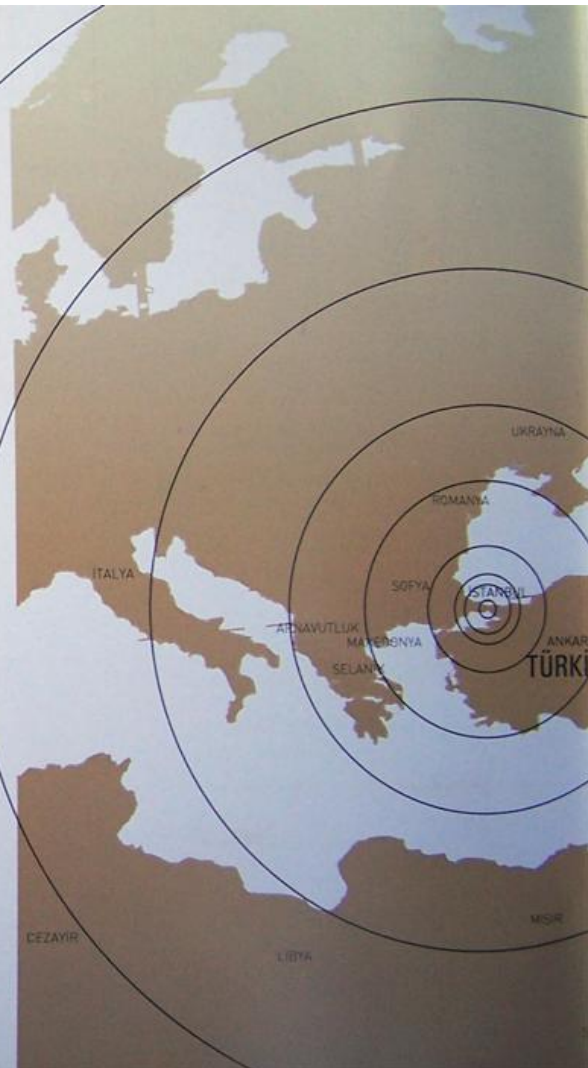 UKRAYNA
ROMANYA
İTALYA
SOFYA
İSTANBUL
ARNAVUTLUK
MAKEDONYA
ANKAR
SELANİK
TÜRKİ
MISIR
CEZAYİR
LİBYA